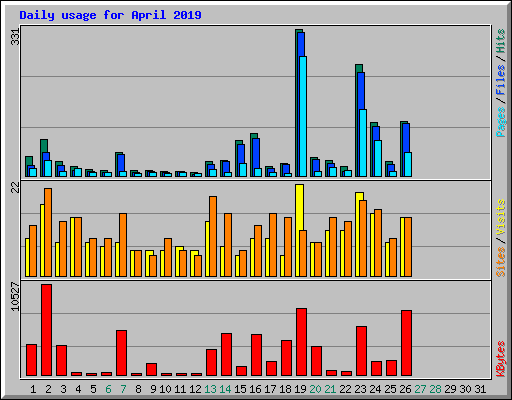 Daily usage for April 2019
331
Pages / Files / Hits
22
Sites / Visits
10527
KBytes
1 2 3 4 5 6 7 8 9 10 11 12 13 14 15 16 17 18 19 20 21 22 23 24 25 26 27 28 29 30 31